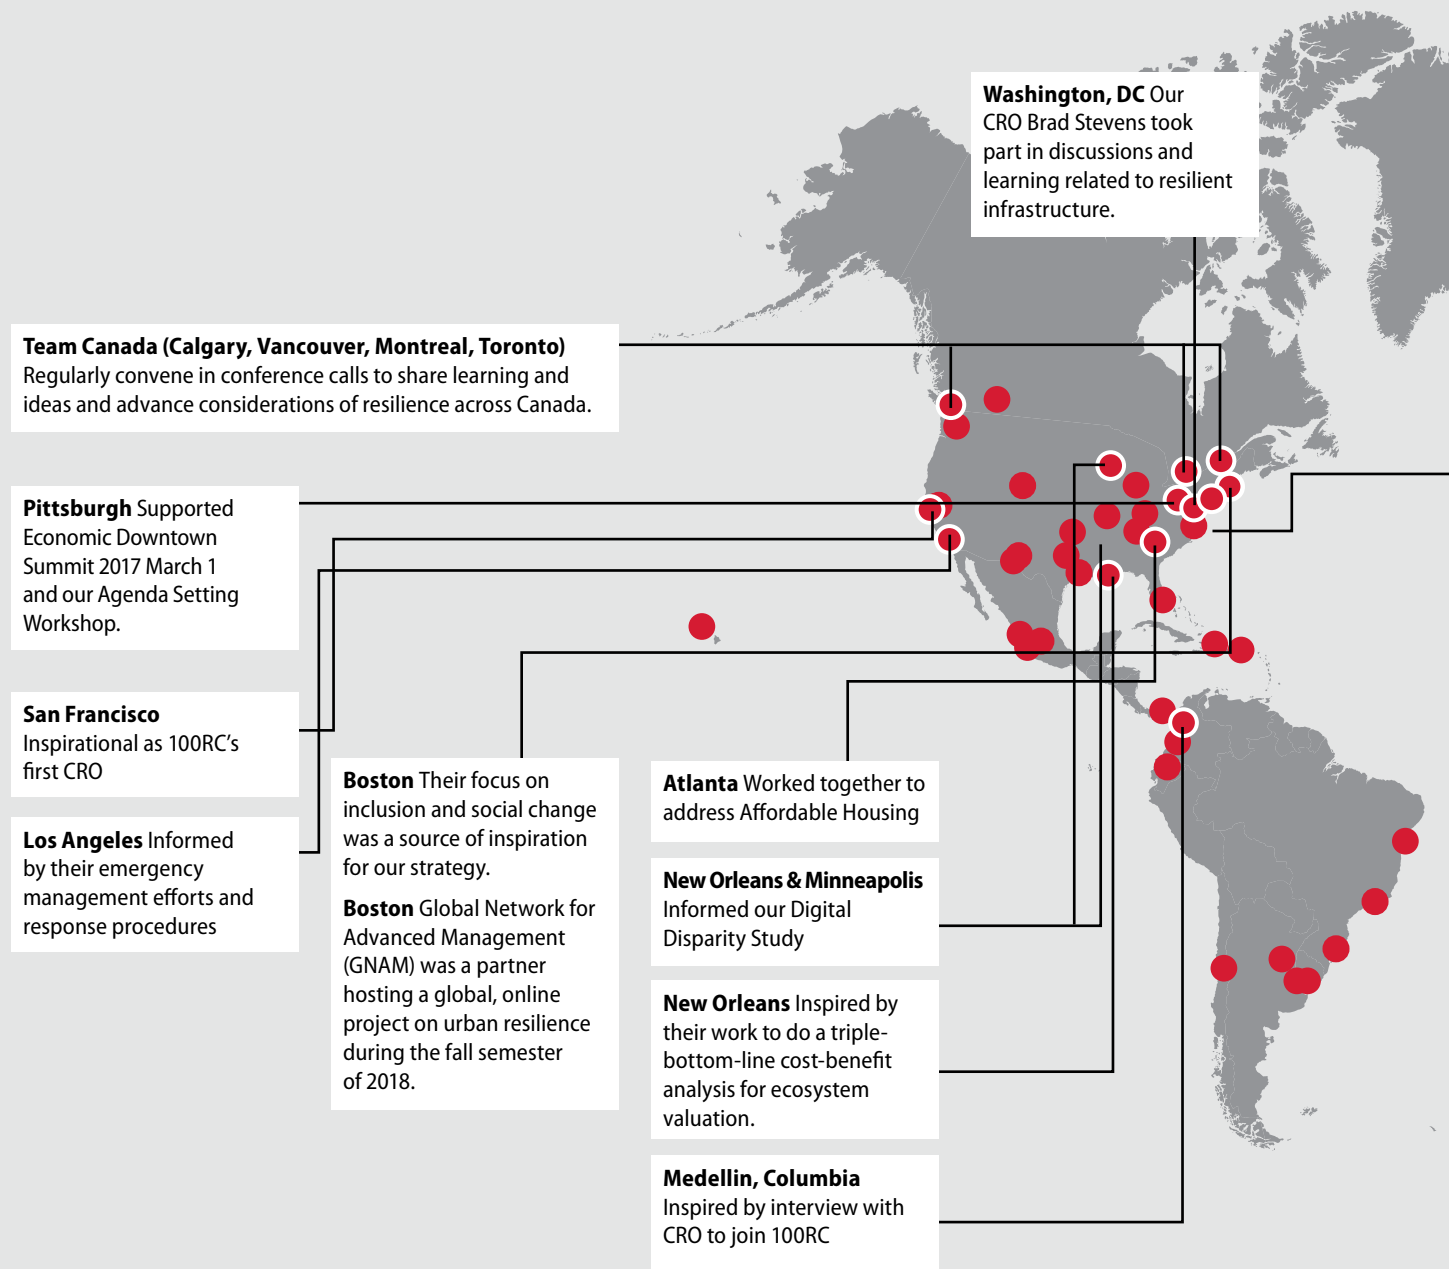 Washington, DC Our
CRO Brad Stevens took
part in discussions and
learning related to resilient
infrastructure.
Team Canada (Calgary, Vancouver, Montreal, Toronto)
Regularly convene in conference calls to share learning and
ideas and advance considerations of resilience across Canada.
Pittsburgh Supported
Economic Downtown
Summit 2017 March 1
and our Agenda Setting
Workshop.
San Francisco
Inspirational as 100RC's
first CRO
Los Angeles Informed
by their emergency
management efforts and
response procedures
Boston Their focus on
inclusion and social change
was a source of inspiration
for our strategy.
Boston Global Network for
Advanced Management
(GNAM) was a partner
hosting a global, online
project on urban resilience
during the fall semester
of 2018.
Atlanta Worked together to
address Affordable Housing
New Orleans & Minneapolis
Informed our Digital
Disparity Study
New Orleans Inspired by
their work to do a triple-
bottom-line cost-benefit
analysis for ecosystem
valuation.
Medellin, Columbia
Inspired by interview with
CRO to join 100RC